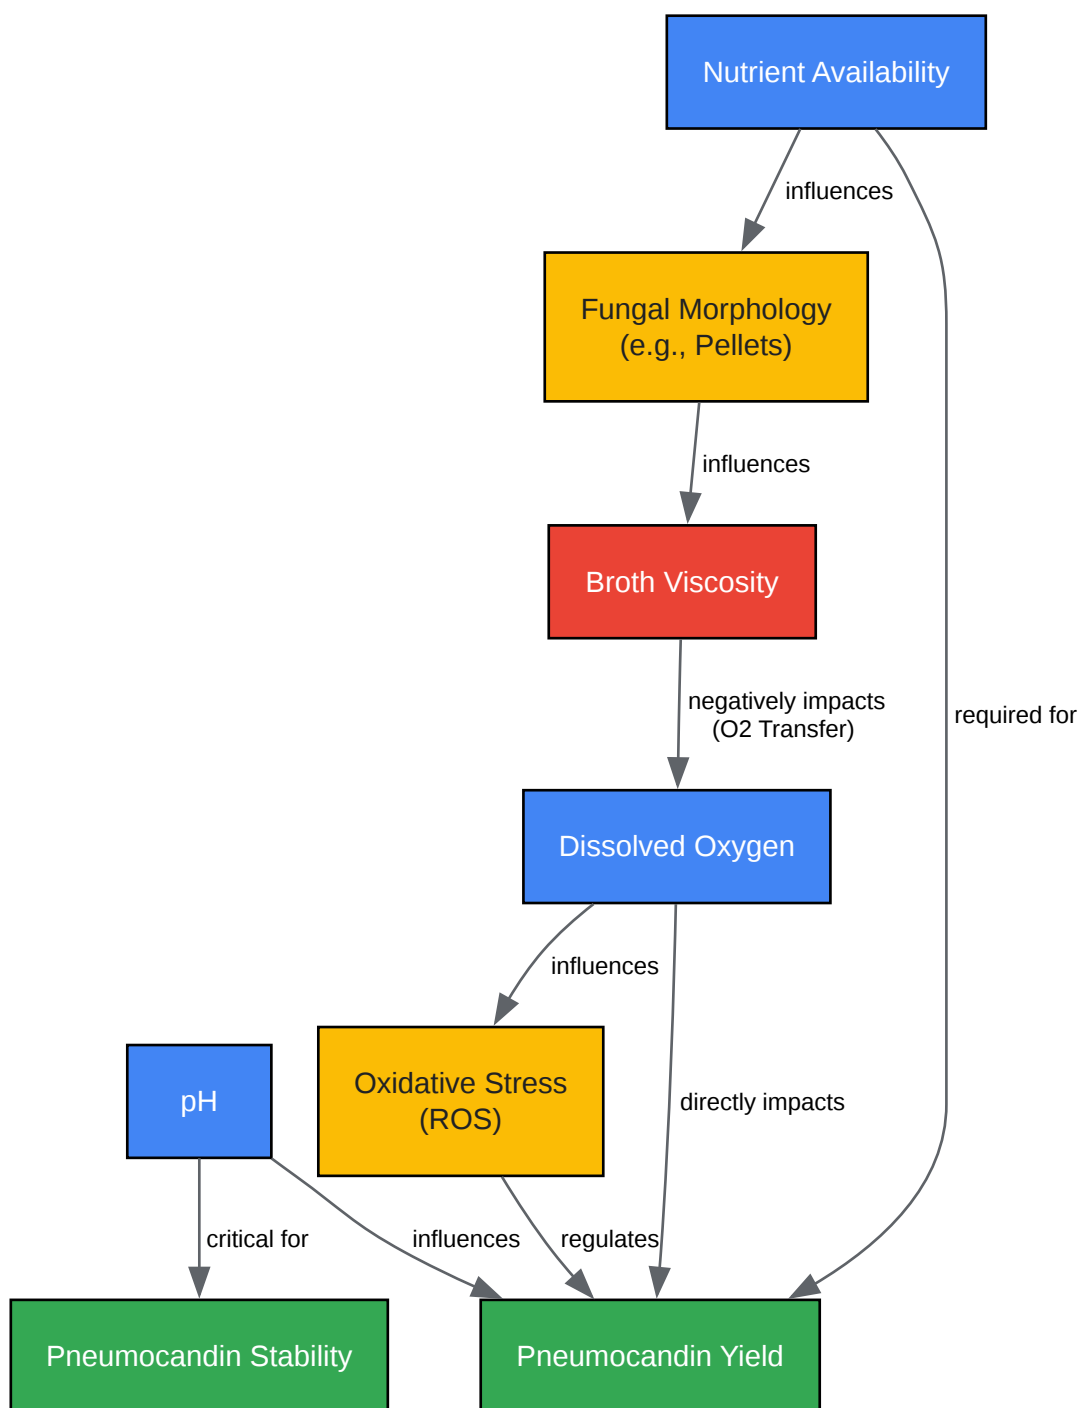 Nutrient Availability
influences
Fungal Morphology
(e.g., Pellets)
influences
Broth Viscosity
negatively impacts
(O2 Transfer)
required for
Dissolved Oxygen
influences
Oxidative Stress
(ROS)
pH
directly impacts
critical for
influences
regulates
Pneumocandin Stability
Pneumocandin Yield